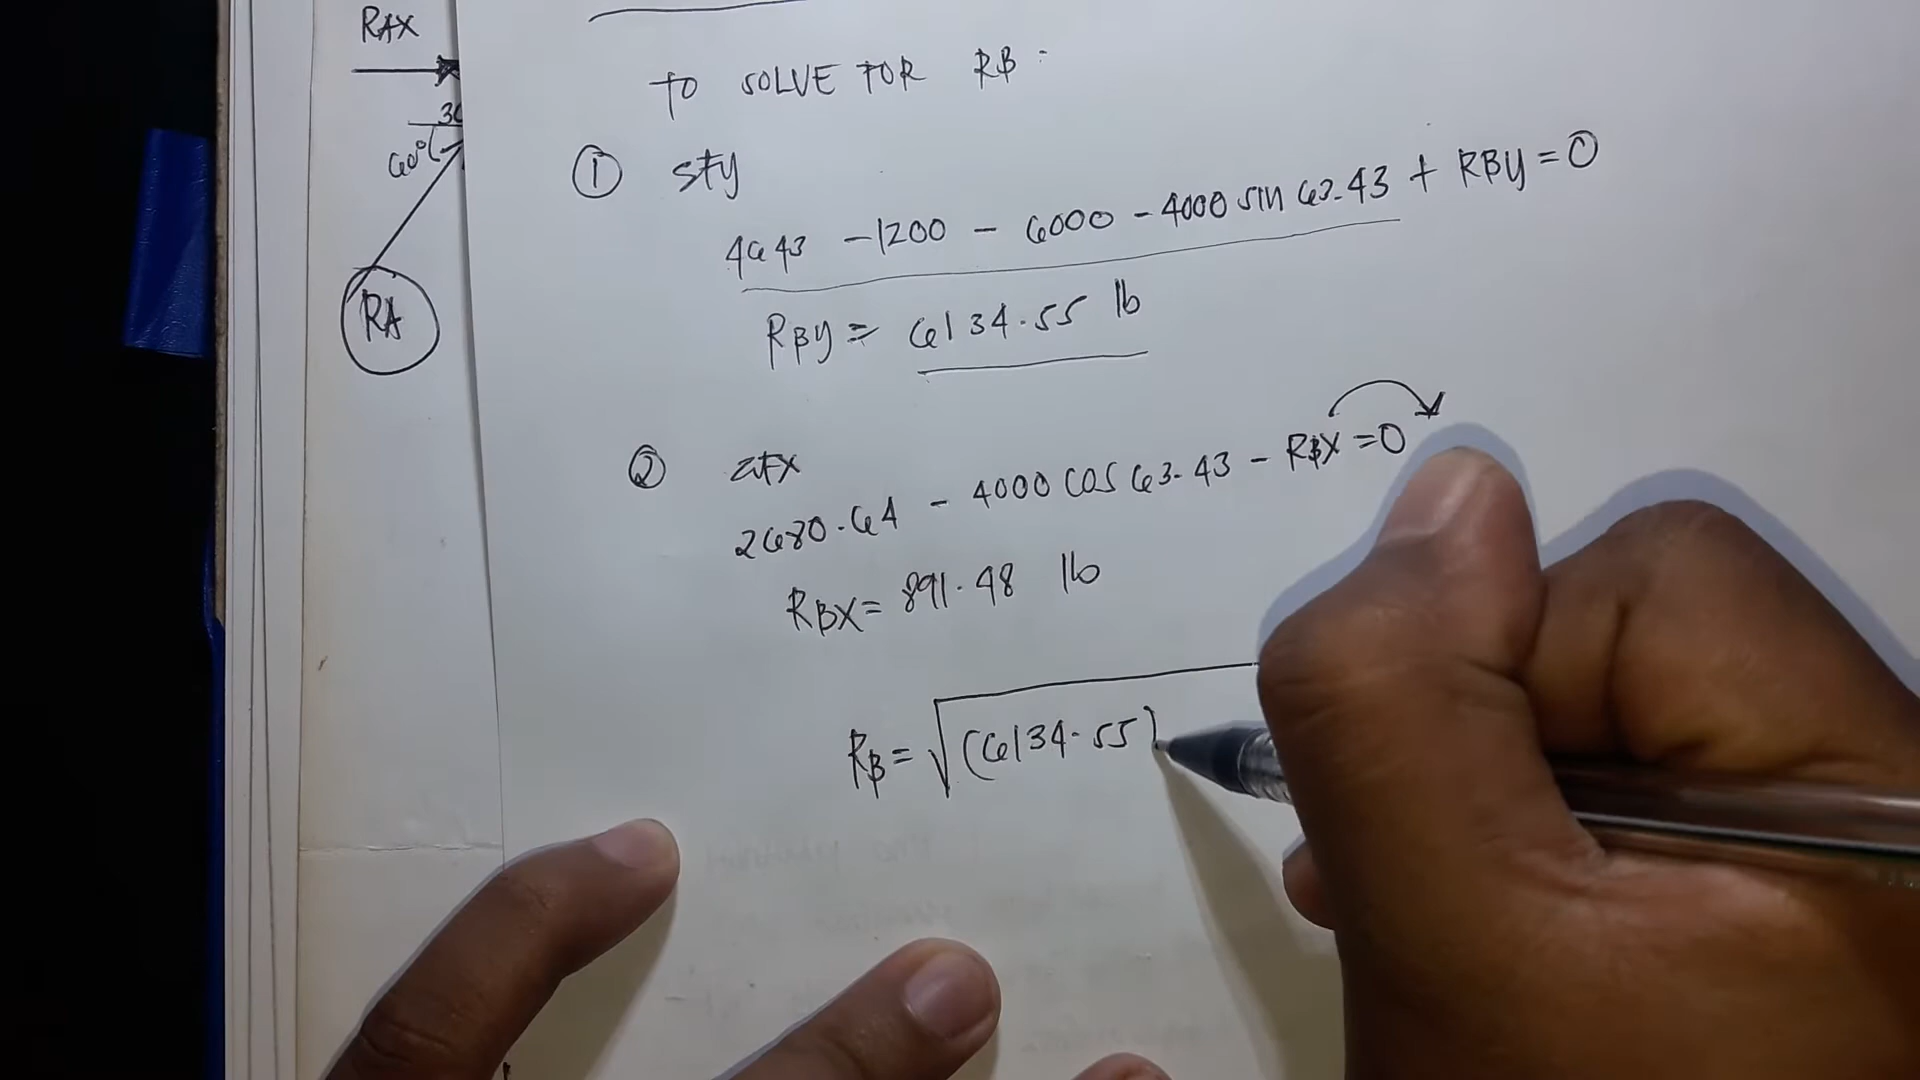 RAX
30
60°
RA
TO SOLVE FOR RB:
① Σfy
4643 - 1200 - 6000 - 4000 sin 63.43 + RBY = 0
RBY = 6134.55 lb
② Σfx
2680.64 - 4000 cos 63.43 - RBX = 0
RBX = 891.48 lb
RB = √(6134.55)